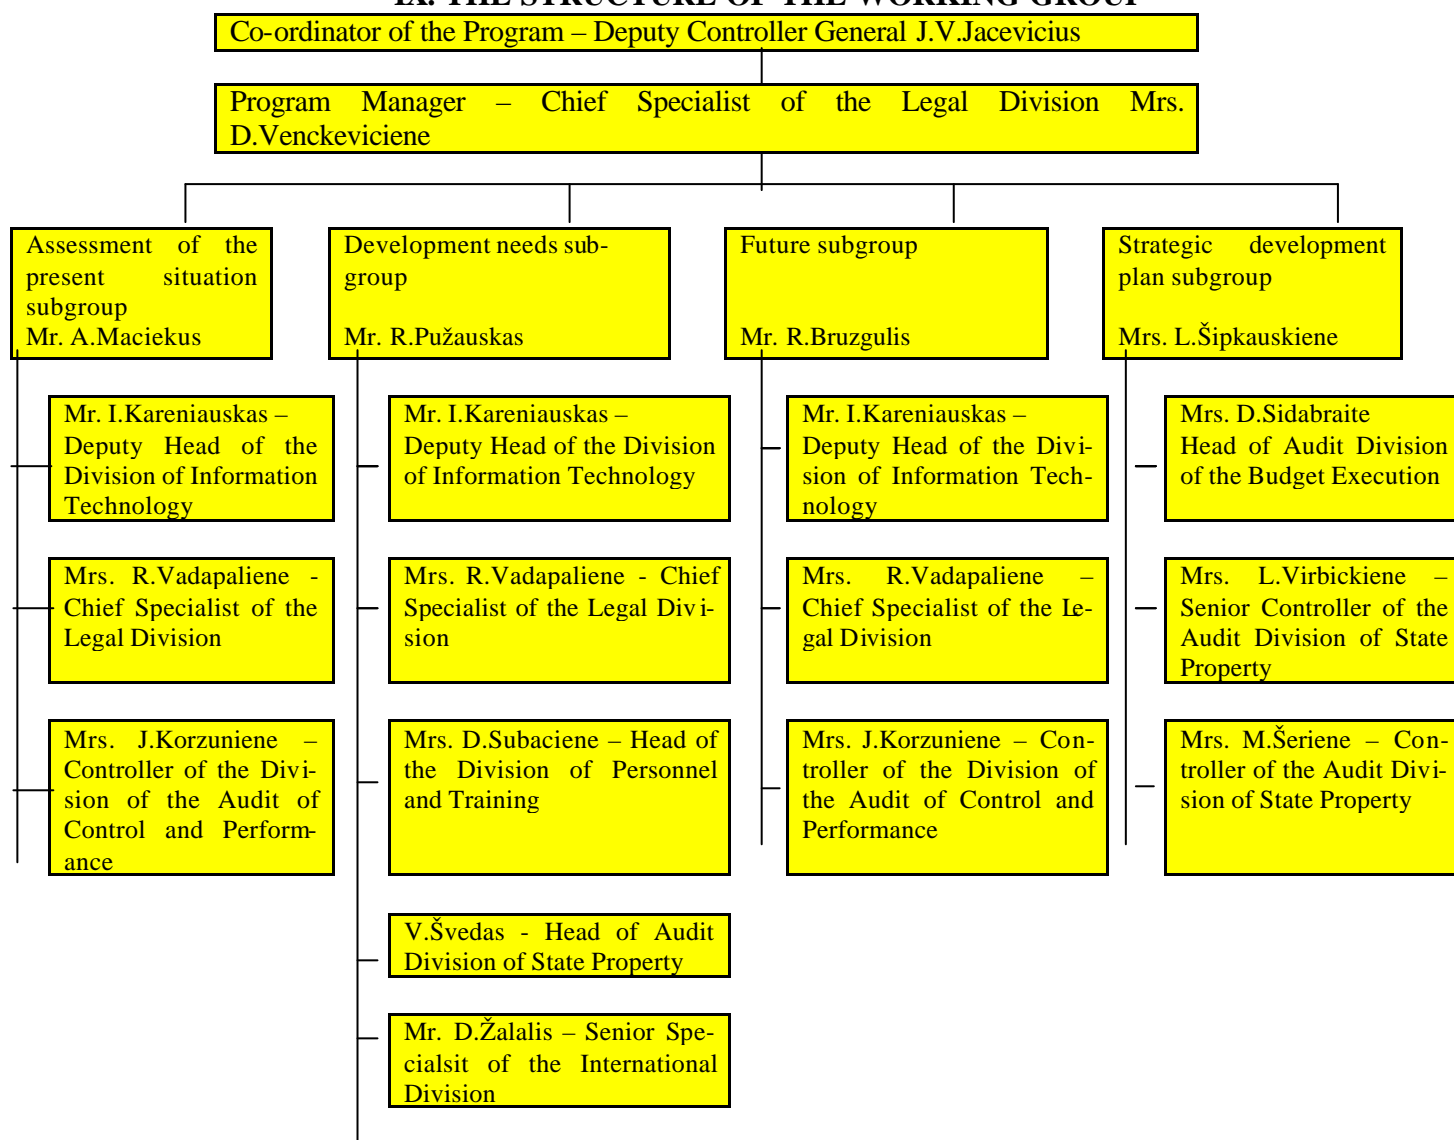 IX. THE STRUCTURE OF THE WORKING GROUP
Co-ordinator of the Program – Deputy Controller General J.V.Jacevicius
Program Manager – Chief Specialist of the Legal Division Mrs.
D.Venckeviciene
Assessment of the
present situation
subgroup
Mr. A.Maciekus
Mr. I.Kareniauskas –
Deputy Head of the
Division of Information
Technology
Mrs. R.Vadapaliene -
Chief Specialist of the
Legal Division
Mrs. J.Korzuniene –
Controller of the Divi-
sion of the Audit of
Control and Perform-
ance
Development needs sub-
group
Mr. R.Pužauskas
Mr. I.Kareniauskas –
Deputy Head of the Division
of Information Technology
Mrs. R.Vadapaliene - Chief
Specialist of the Legal Divi-
sion
Mrs. D.Subaciene – Head of
the Division of Personnel
and Training
V.Švedas - Head of Audit
Division of State Property
Mr. D.Žalalis – Senior Spe-
cialsit of the International
Division
Future subgroup
Mr. R.Bruzgulis
Mr. I.Kareniauskas –
Deputy Head of the Divi-
sion of Information Tech-
nology
Mrs. R.Vadapaliene –
Chief Specialist of the Le-
gal Division
Mrs. J.Korzuniene – Con-
troller of the Division of
the Audit of Control and
Performance
Strategic development
plan subgroup
Mrs. L.Šipkauskiene
Mrs. D.Sidabraite
Head of Audit Division
of the Budget Execution
Mrs. L.Virbickiene –
Senior Controller of the
Audit Division of State
Property
Mrs. M.Šeriene – Con-
troller of the Audit Divi-
sion of State Property